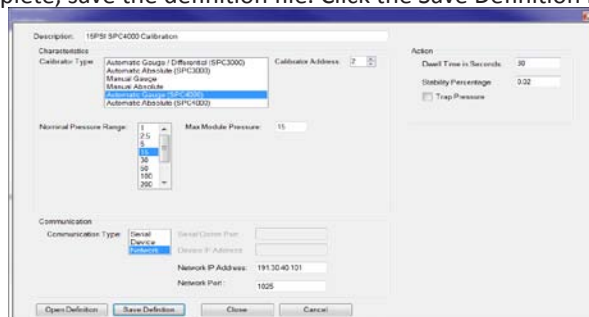 plete, save the definition file. Click the Save Definition
Description: 15PSI SPC4000 Calibration
Characteristics
Calibrator Type:
Automatic Gauge / Differential (SPC3000)
Automatic Absolute (SPC3000)
Manual Gauge
Manual Absolute
Automatic Gauge (SPC4000)
Automatic Absolute (SPC4000)
Calibrator Address: 2
Nominal Pressure Range:
1
2.5
5
15
30
50
100
200
Max Module Pressure: 15
Action
Dwell Time in Seconds: 30
Stability Percentage: 0.02
Trap Pressure
Communication
Communication Type:
Serial
Device
Network
Serial Comm Port:
Device IP Address:
Network IP Address: 191.30.40.101
Network Port: 1025
Open Definition Save Definition Close Cancel